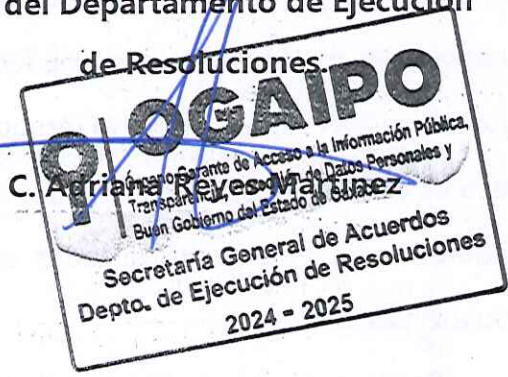 del Departamento de Ejecución
de Resoluciones.
OGAIPO
Órgano Garante de Acceso a la Información Pública,
Transparencia, Protección de Datos Personales y
Buen Gobierno del Estado de Oaxaca
C. Adriana Reyes Martínez
Secretaría General de Acuerdos
Depto. de Ejecución de Resoluciones
2024 - 2025